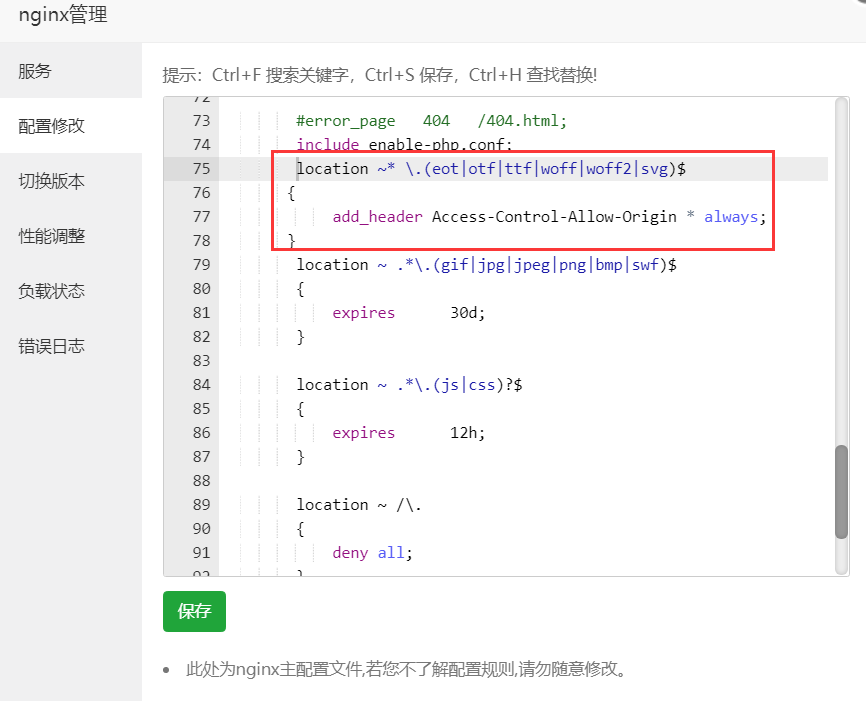 nginx管理
服务
配置修改
切换版本
性能调整
负载状态
错误日志
提示：Ctrl+F 搜索关键字，Ctrl+S 保存，Ctrl+H 查找替换!
72
73 #error_page 404 /404.html;
74 include enable-php.conf;
75 location ~* \.(eot|otf|ttf|woff|woff2|svg)$
76 {
77 add_header Access-Control-Allow-Origin * always;
78 }
79 location ~ .*\.(gif|jpg|jpeg|png|bmp|swf)$
80 {
81 expires 30d;
82 }
83
84 location ~ .*\.(js|css)?$
85 {
86 expires 12h;
87 }
88
89 location ~ /\.
90 {
91 deny all;
92 }
保存
此处为nginx主配置文件,若您不了解配置规则,请勿随意修改。